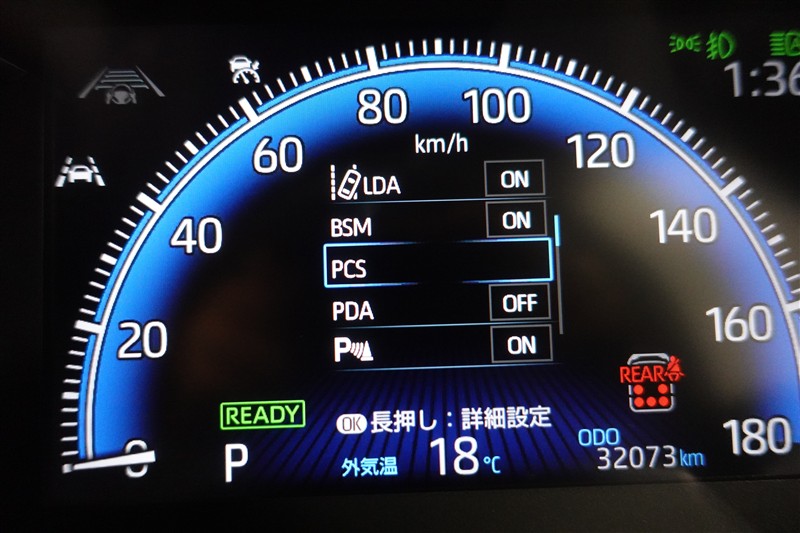 1:36
80
100
km/h
60
120
LDA ON
BSM ON
40
140
PCS
PDA OFF
20
160
P ON
REAR
READY
OK 長押し：詳細設定
180
0
P
外気温 18℃
ODO
32073km